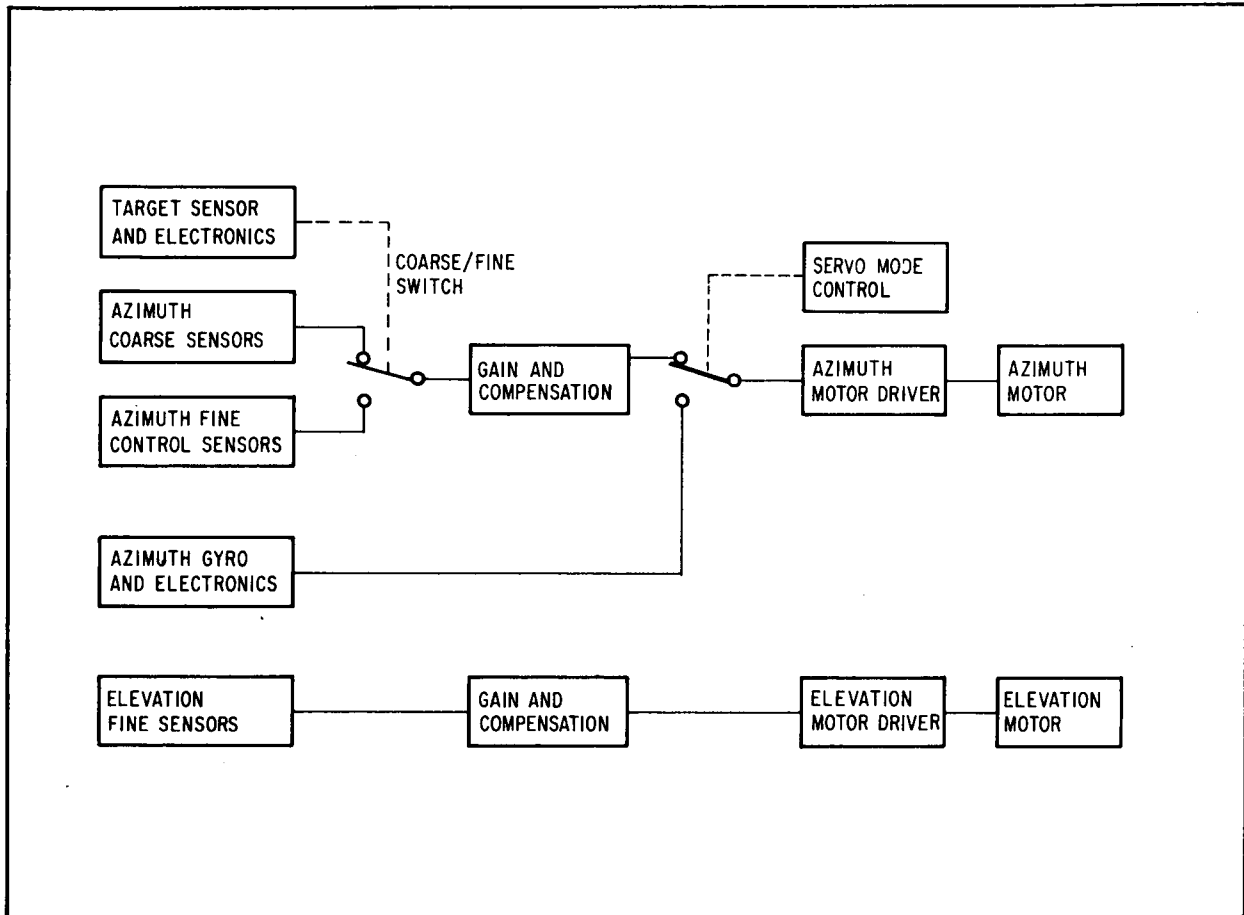 TARGET SENSOR
AND ELECTRONICS
COARSE/FINE
SWITCH
SERVO MODE
CONTROL
AZIMUTH
COARSE SENSORS
GAIN AND
COMPENSATION
AZIMUTH
MOTOR DRIVER
AZIMUTH
MOTOR
AZIMUTH FINE
CONTROL SENSORS
AZIMUTH GYRO
AND ELECTRONICS
ELEVATION
FINE SENSORS
GAIN AND
COMPENSATION
ELEVATION
MOTOR DRIVER
ELEVATION
MOTOR